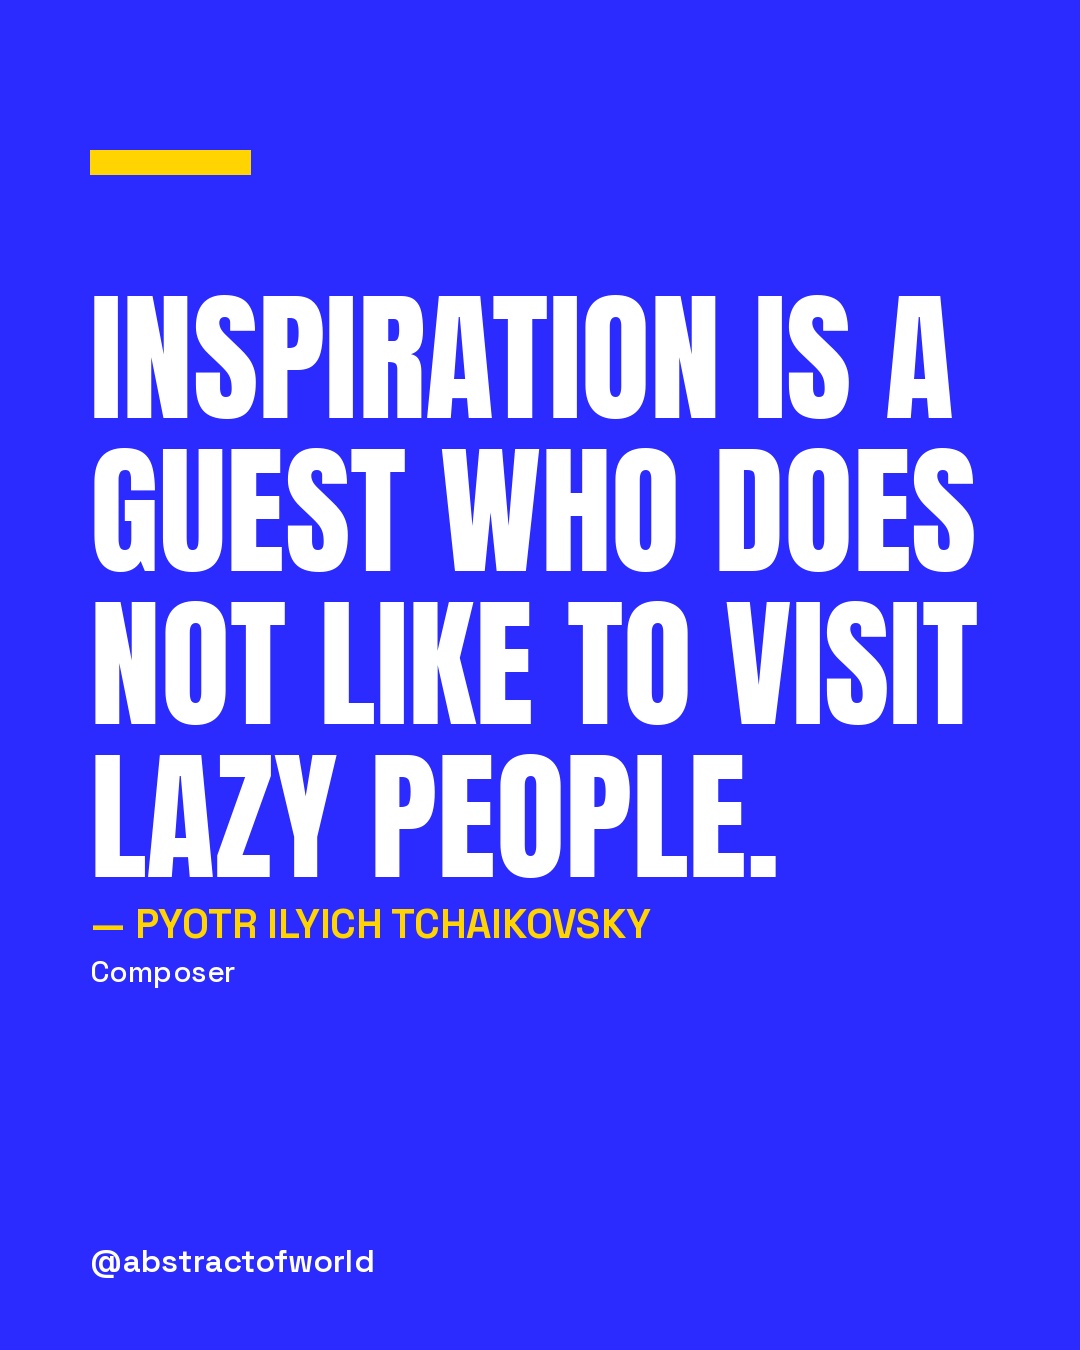 INSPIRATION IS A
GUEST WHO DOES
NOT LIKE TO VISIT
LAZY PEOPLE.
— PYOTR ILYICH TCHAIKOVSKY
Composer
@abstractofworld